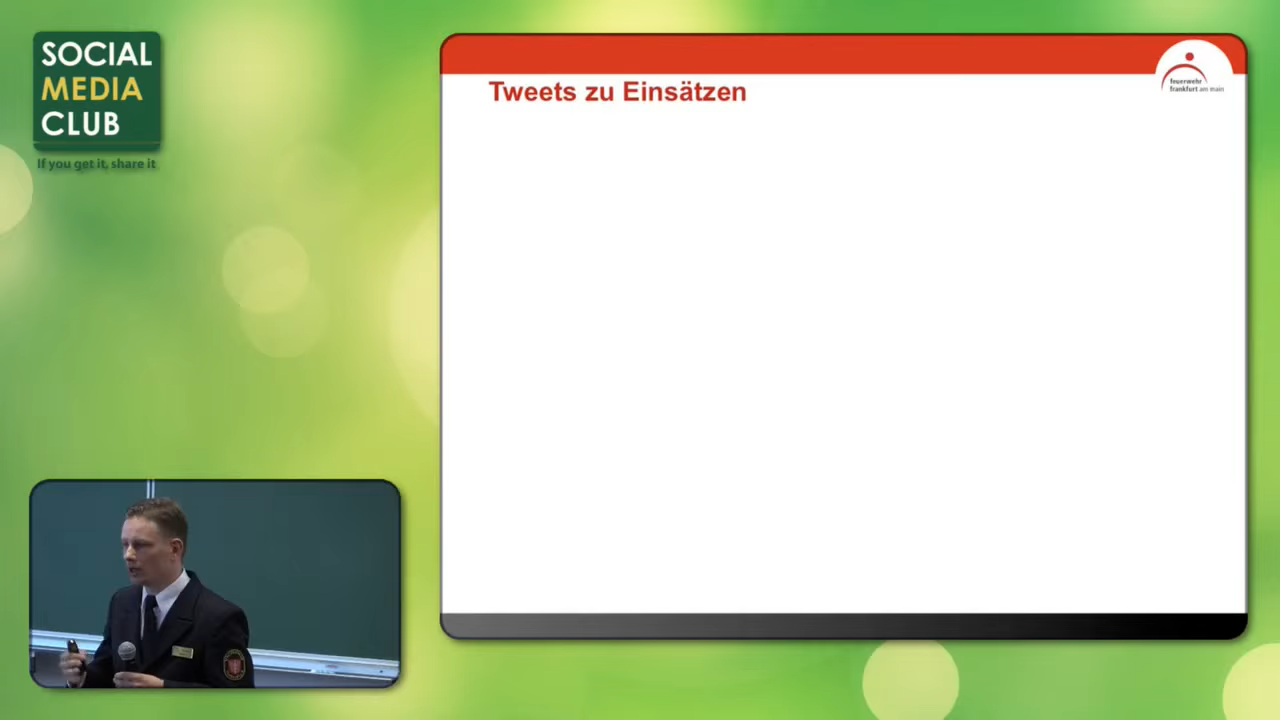 SOCIAL
MEDIA
CLUB
If you get it, share it
Tweets zu Einsätzen
feuerwehr
frankfurt am main